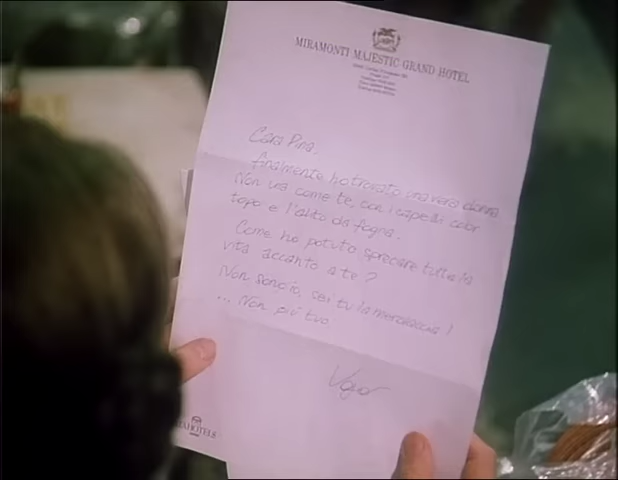 MIRAMONTI MAJESTIC GRAND HOTEL
Cara Pina,
finalmente ho trovato una vera donna.
Non una come te, con i capelli color
topo e l'alito da fogna.
Come ho potuto sprecare tutta la
vita accanto a te?
Non sono io, sei tu la merdaccia!
... Non più tuo